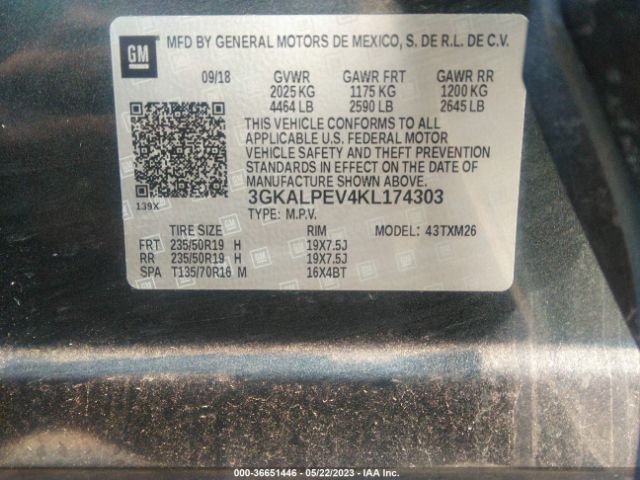 GM
MFD BY GENERAL MOTORS DE MEXICO, S. DE R.L. DE C.V.
09/18 GVWR GAWR FRT GAWR RR
2025 KG 1175 KG 1200 KG
4464 LB 2590 LB 2645 LB
THIS VEHICLE CONFORMS TO ALL
APPLICABLE U.S. FEDERAL MOTOR
VEHICLE SAFETY AND THEFT PREVENTION
STANDARDS IN EFFECT ON THE DATE OF
MANUFACTURE SHOWN ABOVE.
139X 3GKALPEV4KL174303
TYPE: M.P.V.
TIRE SIZE RIM MODEL: 43TXM26
FRT 235/50R19 H 19X7.5J
RR 235/50R19 H 19X7.5J
SPA T135/70R16 M 16X4BT
000-36651446 - 05/22/2023 - IAA Inc.